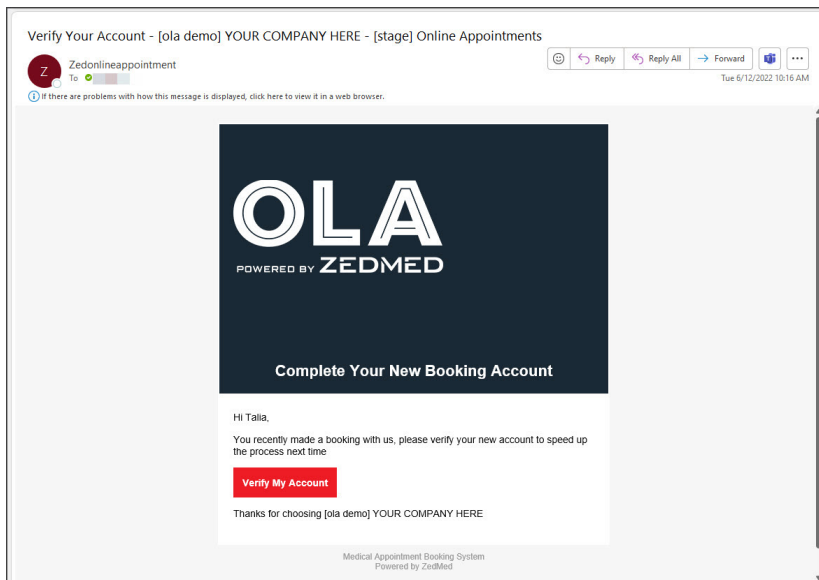 Verify Your Account - [ola demo] YOUR COMPANY HERE - [stage] Online Appointments
Z
Zedonlineappointment
To
Reply
Reply All
Forward
Tue 6/12/2022 10:16 AM
If there are problems with how this message is displayed, click here to view it in a web browser.
OLA
POWERED BY ZEDMED
Complete Your New Booking Account
Hi Talia,
You recently made a booking with us, please verify your new account to speed up
the process next time
Verify My Account
Thanks for choosing [ola demo] YOUR COMPANY HERE
Medical Appointment Booking System
Powered by ZedMed